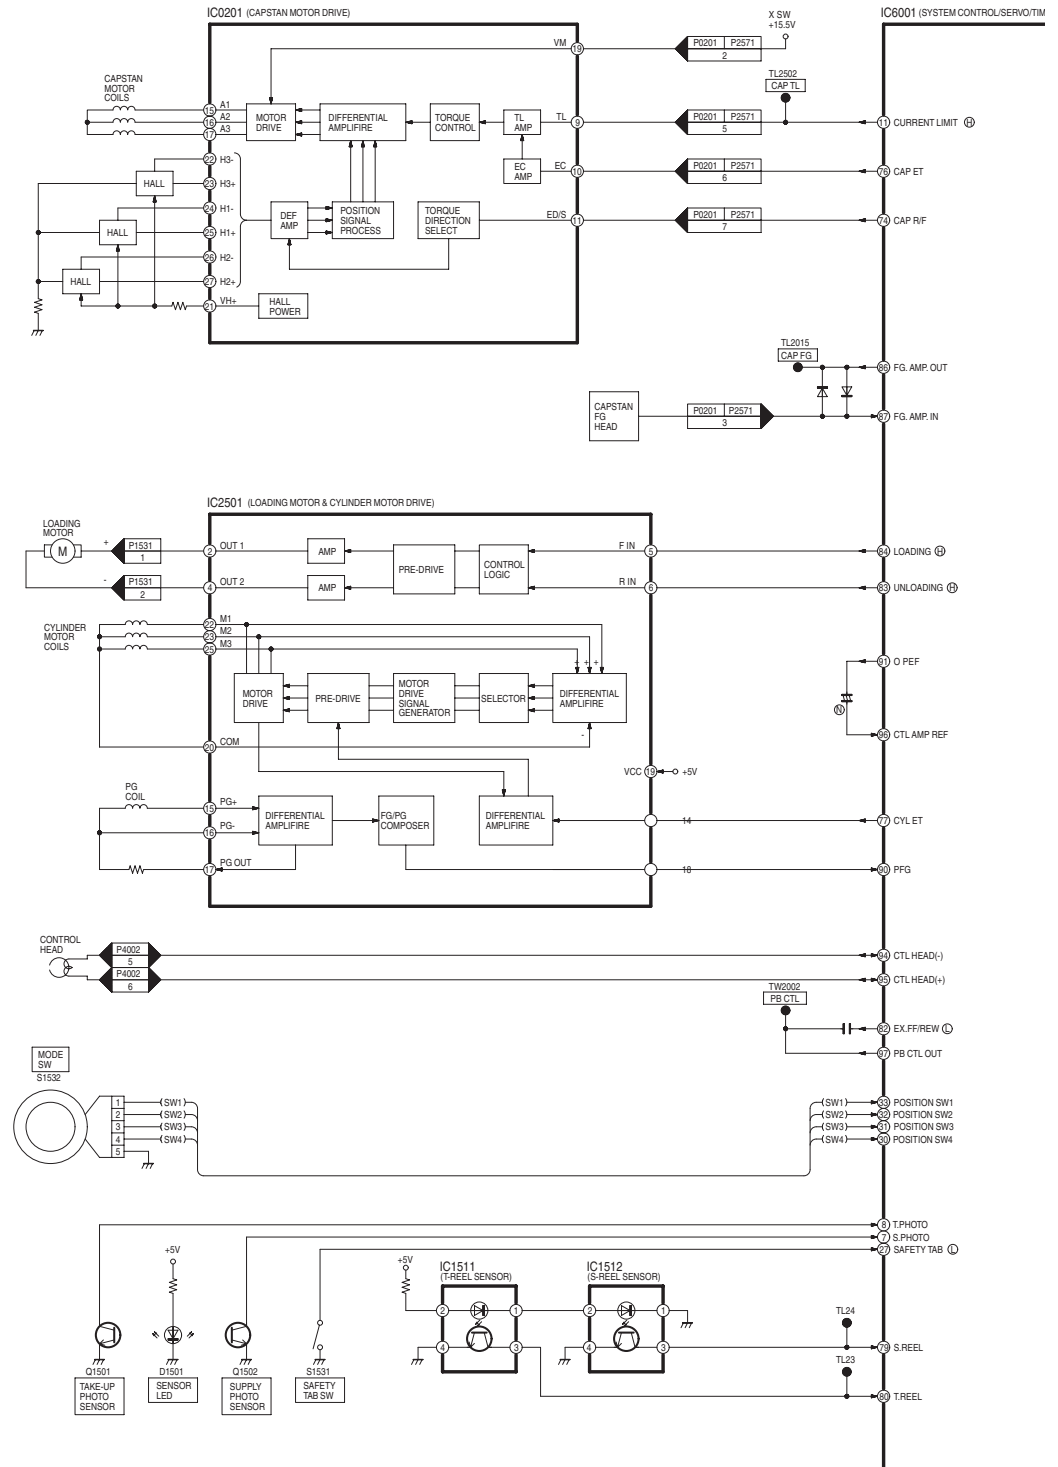 IC0201 (CAPSTAN MOTOR DRIVE)
X SW
+15.5V
IC6001 (SYSTEM CONTROL/SERVO/TIM
VM 19
P0201 P2571
2
TL2502
CAP TL
CAPSTAN
MOTOR
COILS
15 A1
16 A2
17 A3
MOTOR
DRIVE
DIFFERENTIAL
AMPLIFIRE
TORQUE
CONTROL
TL
AMP
TL 9
P0201 P2571
5
11 CURRENT LIMIT H
22 H3-
HALL
23 H3+
EC
AMP
EC 10
P0201 P2571
6
76 CAP ET
24 H1-
HALL
25 H1+
DEF
AMP
POSITION
SIGNAL
PROCESS
TORQUE
DIRECTION
SELECT
ED/S 11
P0201 P2571
7
74 CAP R/F
26 H2-
HALL
27 H2+
21 VH+
HALL
POWER
TL2015
CAP FG
86 FG. AMP. OUT
CAPSTAN
FG
HEAD
P0201 P2571
3
87 FG. AMP. IN
IC2501 (LOADING MOTOR & CYLINDER MOTOR DRIVE)
LOADING
MOTOR
M
+
P1531
1
2 OUT 1
AMP
PRE-DRIVE
CONTROL
LOGIC
F IN 5
84 LOADING H
-
P1531
2
4 OUT 2
AMP
R IN 6
83 UNLOADING H
CYLINDER
MOTOR
COILS
22 M1
23 M2
25 M3
+ + +
MOTOR
DRIVE
PRE-DRIVE
MOTOR
DRIVE
SIGNAL
GENERATOR
SELECTOR
DIFFERENTIAL
AMPLIFIRE
-
91 O PEF
N
96 CTL AMP REF
20 COM
VCC 19 +5V
PG
COIL
15 PG+
16 PG-
17 PG OUT
DIFFERENTIAL
AMPLIFIRE
FG/PG
COMPOSER
DIFFERENTIAL
AMPLIFIRE
14
77 CYL ET
18
90 PFG
CONTROL
HEAD
P4002
5
P4002
6
94 CTL HEAD(-)
95 CTL HEAD(+)
TW2002
PB CTL
82 EX.FF/REW L
97 PB CTL OUT
MODE
SW
S1532
1 (SW1)
2 (SW2)
3 (SW3)
4 (SW4)
5
(SW1) 33 POSITION SW1
(SW2) 32 POSITION SW2
(SW3) 31 POSITION SW3
(SW4) 30 POSITION SW4
8 T.PHOTO
7 S.PHOTO
27 SAFETY TAB L
+5V
+5V
IC1511
(T-REEL SENSOR)
2 1
4 3
IC1512
(S-REEL SENSOR)
2 1
4 3
TL24
79 S.REEL
TL23
80 T.REEL
Q1501
TAKE-UP
PHOTO
SENSOR
D1501
SENSOR
LED
Q1502
SUPPLY
PHOTO
SENSOR
S1531
SAFETY
TAB SW